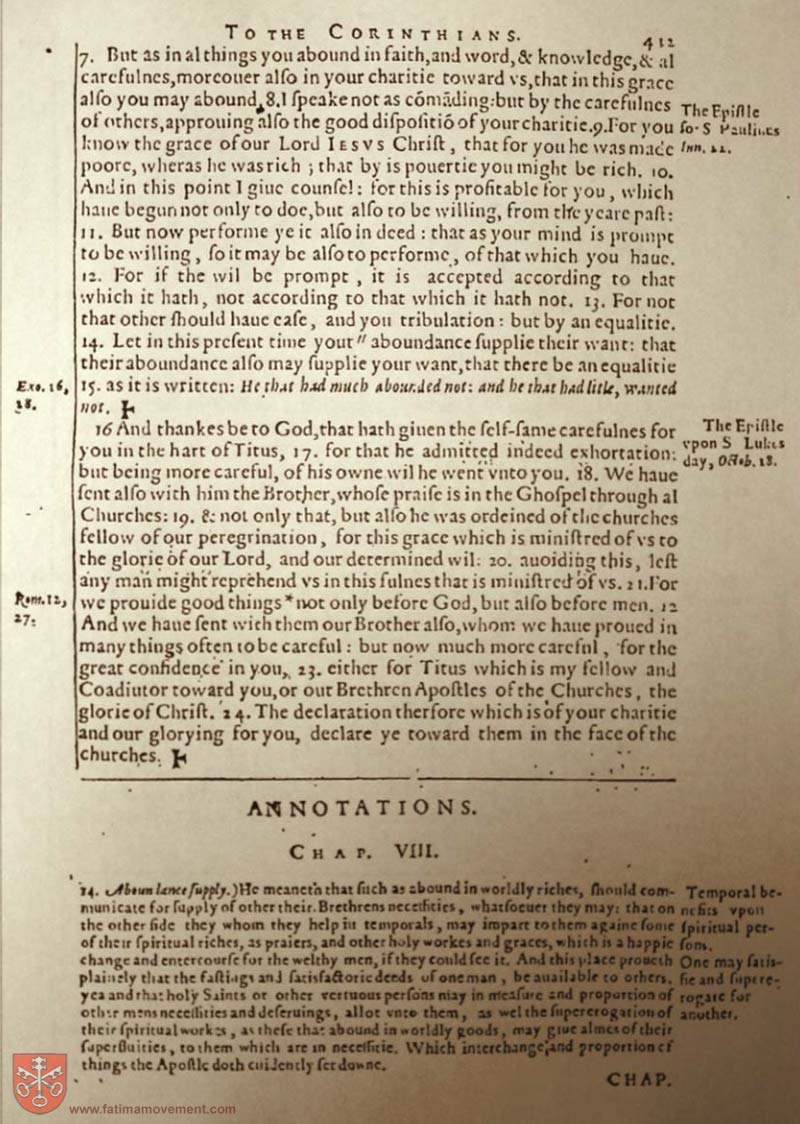 TO THE CORINTHIANS.
412
7. But as in al things you abound in faith, and word, & knowledge, & al
carefulnes, moreouer alſo in your charitie toward vs, that in this grace
alſo you may abound, 8. I ſpeake not as cōmāding: but by the carefulnes
of others, approuing alſo the good diſpoſitiō of your charitie. 9. For you
know the grace of our Lord IESVS Chriſt, that for you he was made
poore, wheras he was rich; that by is pouertie you might be rich. 10.
And in this point I giue counſel: for this is profitable for you, which
haue begun not only to doe, but alſo to be willing, from the yeare paſt:
11. But now performe ye it alſo in deed: that as your mind is prompt
to be willing, ſo it may be alſo to performe, of that which you haue.
12. For if the wil be prompt, it is accepted according to that
which it hath, not according to that which it hath not. 13. For not
that other ſhould haue eaſe, and you tribulation: but by an equalitie.
14. Let in this preſent time your" aboundance ſupplie their want: that
their aboundance alſo may ſupplie your want, that there be an equalitie
15. as it is written: He that had much abounded not: and he that had litle, wanted
not.
16 And thankes be to God, that hath giuen the ſelf-ſame carefulnes for
you in the hart of Titus, 17. for that he admitted indeed exhortation:
but being more careful, of his owne wil he went vnto you. 18. We haue
ſent alſo with him the Brother, whoſe praiſe is in the Ghoſpel through al
Churches: 19. & not only that, but alſo he was ordeined of the churches
fellow of our peregrination, for this grace which is miniſtred of vs to
the glorie of our Lord, and our determined wil: 20. auoiding this, leſt
any man might reprehend vs in this fulnes that is miniſtred of vs. 21. For
we prouide good things *not only before God, but alſo before men. 12
And we haue ſent with them our Brother alſo, whom we haue proued in
many things often to be careful: but now much more careful, for the
great confidence in you, 23. either for Titus which is my fellow and
Coadiutor toward you, or our Brethren Apoſtles of the Churches, the
glorie of Chriſt. 24. The declaration therfore which is of your charitie
and our glorying for you, declare ye toward them in the face of the
churches.
The Epiſtle
fo. S Paulines
Iun. 22.
Exo. 16,
18.
The Epiſtle
vpon S Lukes
day, Octob. 18.
Rom. 12,
27.
ANNOTATIONS.
CHAP. VIII.
14. Aboundance ſupply.) He meaneth that ſuch as abound in worldly riches, ſhould com-
municate for ſupply of other their Brethrens neceſſities, whatſoeuer they may: that on
the other ſide they whom they help in temporals, may impart to them againe ſome
of their ſpiritual riches, as praiers, and other holy workes and graces, which is a happie
change and entercourſe for the welthy men, if they could ſee it. And this place proueth
plainely that the faſtings and ſatisfactorie deeds of one man, be auailable to others,
yea and that holy Saints or other vertuous perſons may in meaſure and proportion of
other mens neceſſities and deſeruings, allot vnto them, as wel the ſupererogation of
their ſpiritual workes, as theſe that abound in worldly goods, may giue almes of their
ſuperfluities, to them which are in neceſſitie. Which interchange and proportion of
things the Apoſtle doth euidently ſet downe.
Temporal be-
nefits vpon
ſpiritual per-
ſons.
One may ſatis-
fie and ſupere-
rogate for
another.
CHAP.
www.fatimamovement.com